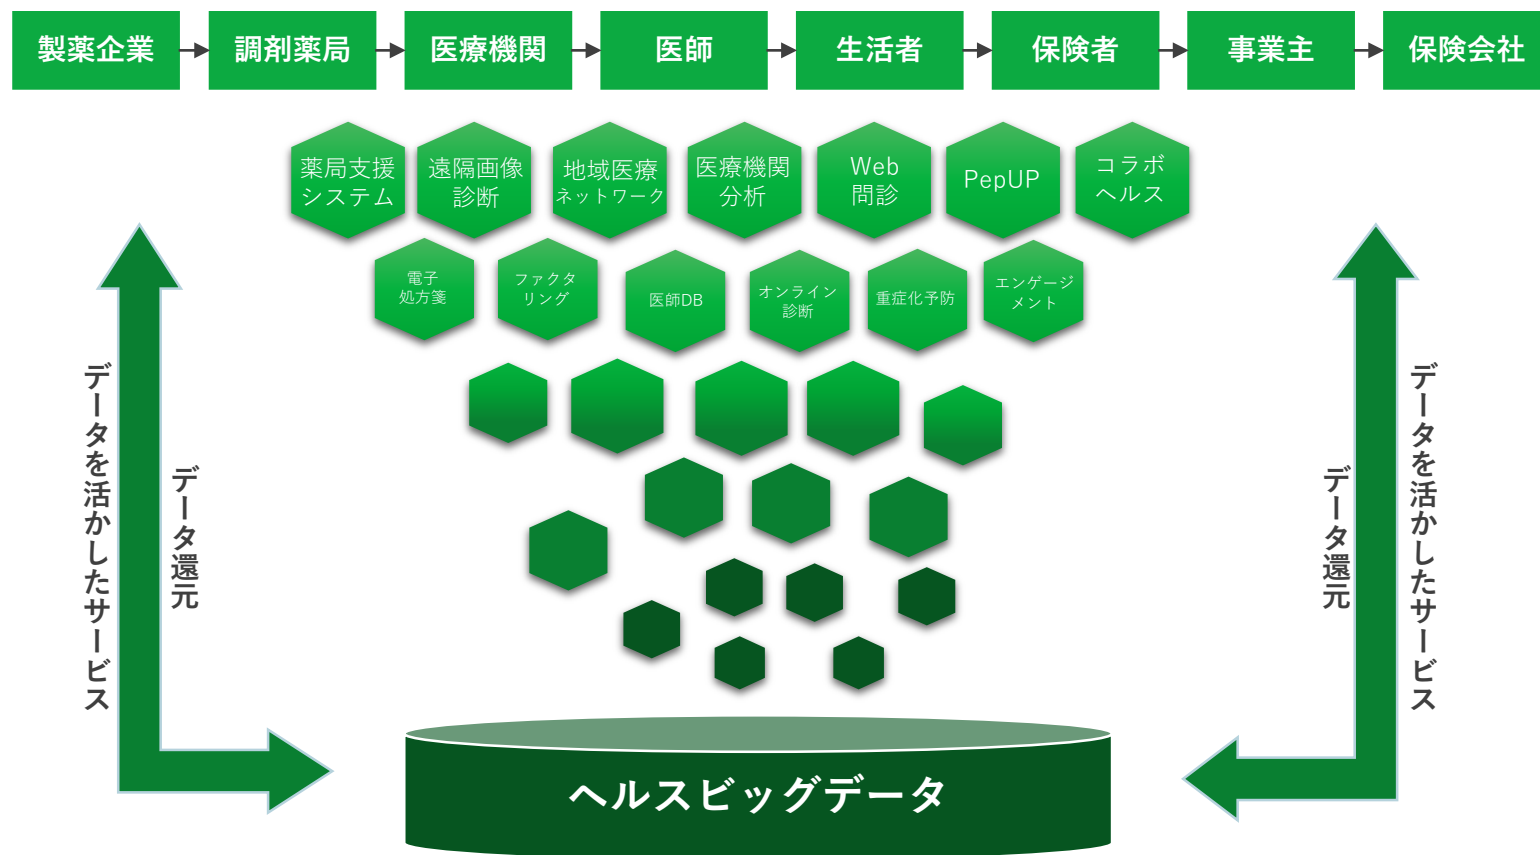 製薬企業
調剤薬局
医療機関
医師
生活者
保険者
事業主
保険会社
薬局支援
システム
遠隔画像
診断
地域医療
ネットワーク
医療機関
分析
Web
問診
PepUP
コラボ
ヘルス
電子
処方箋
ファクタ
リング
医師DB
オンライン
診断
重症化予防
エンゲージ
メント
データを活かしたサービス
データ還元
データ還元
データを活かしたサービス
ヘルスビッグデータ